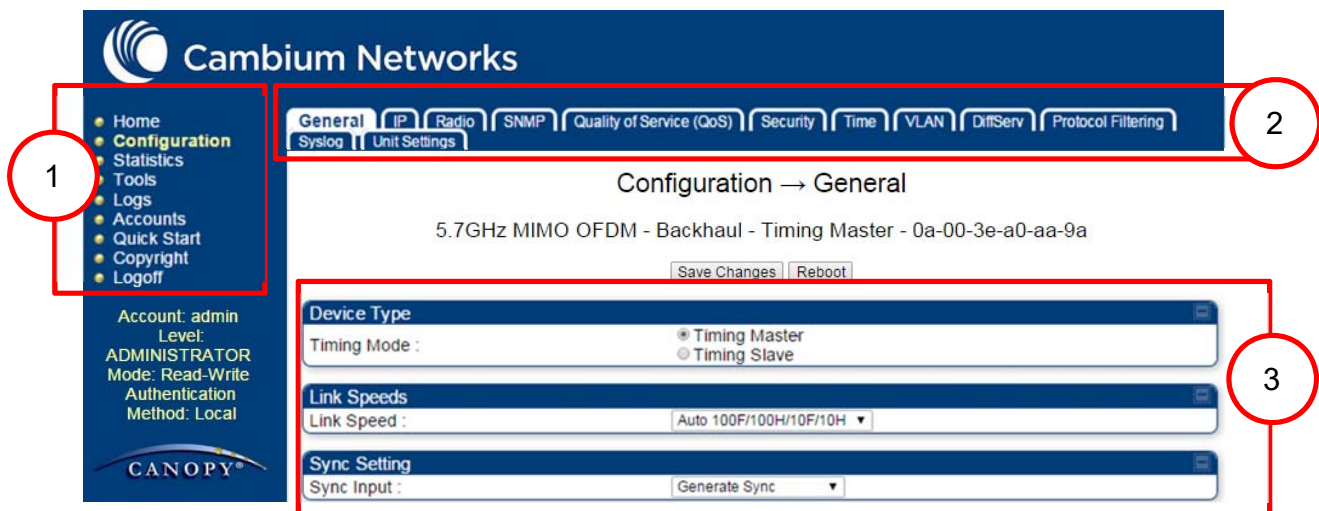 Cambium Networks
Home
Configuration
Statistics
Tools
Logs
Accounts
Quick Start
Copyright
Logoff
1
Account: admin
Level:
ADMINISTRATOR
Mode: Read-Write
Authentication
Method: Local
CANOPY®
General IP Radio SNMP Quality of Service (QoS) Security Time VLAN DiffServ Protocol Filtering
Syslog Unit Settings
2
Configuration → General
5.7GHz MIMO OFDM - Backhaul - Timing Master - 0a-00-3e-a0-aa-9a
Save Changes Reboot
Device Type
Timing Mode : Timing Master
Timing Slave
Link Speeds
Link Speed : Auto 100F/100H/10F/10H
Sync Setting
Sync Input : Generate Sync
3